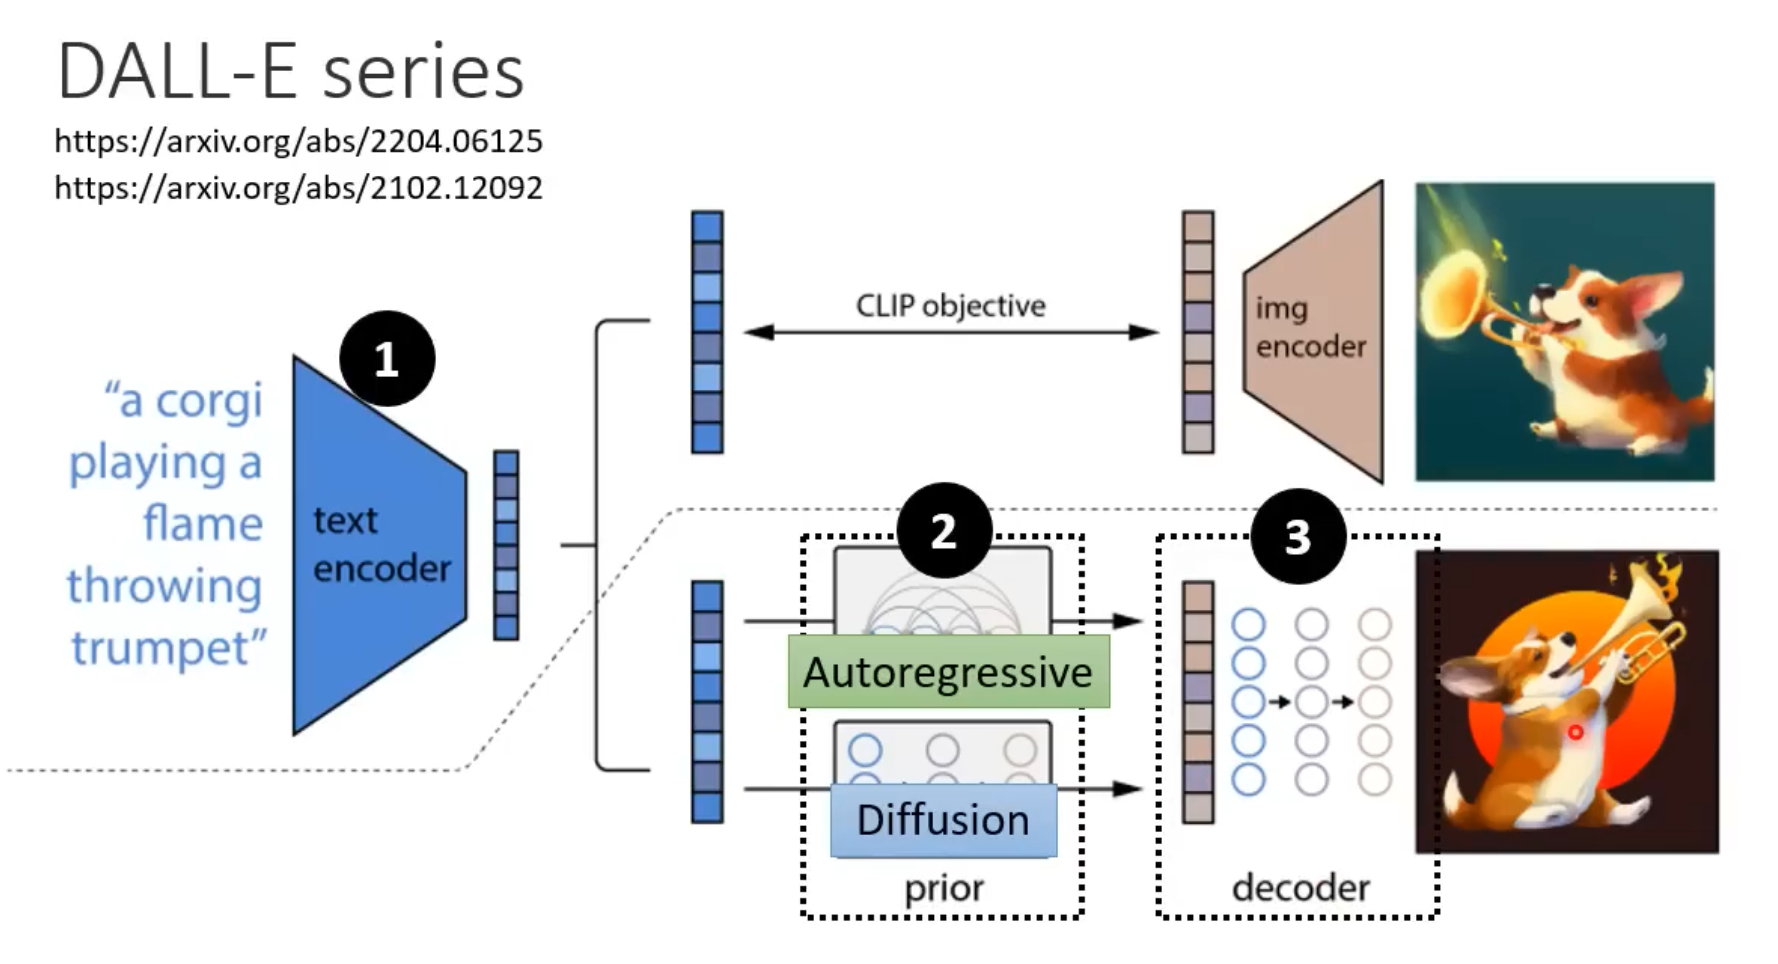 DALL-E series
https://arxiv.org/abs/2204.06125
https://arxiv.org/abs/2102.12092
1
“a corgi
playing a
flame
throwing
trumpet”
text
encoder
CLIP objective
img
encoder
2
3
Autoregressive
Diffusion
prior
decoder